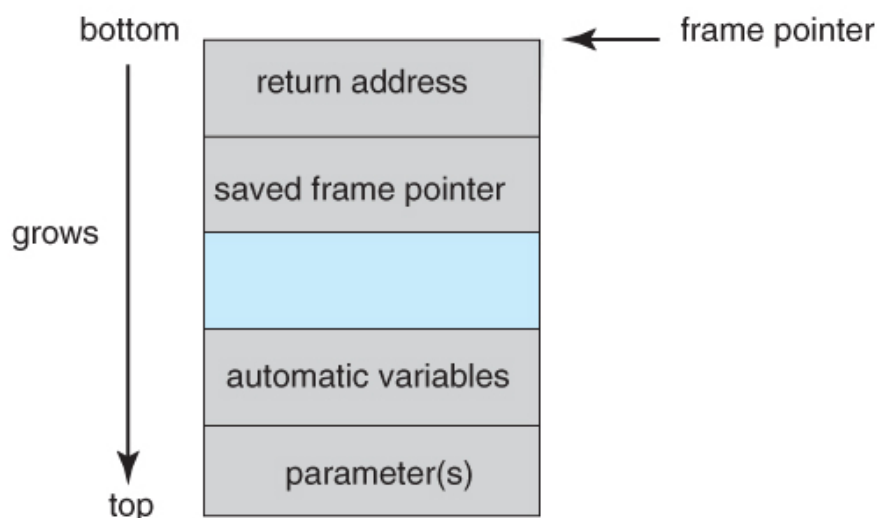 bottom
frame pointer
return address
saved frame pointer
grows
automatic variables
parameter(s)
top